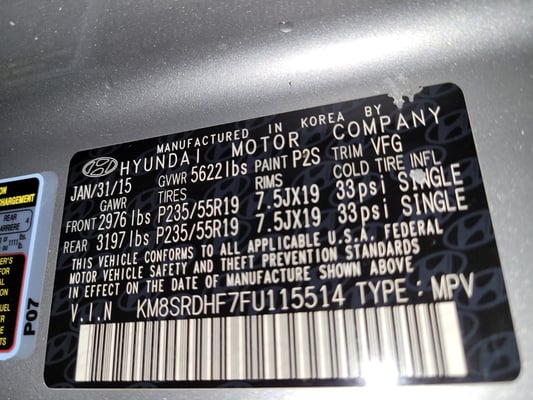 MANUFACTURED IN KOREA BY
HYUNDAI MOTOR COMPANY
JAN/31/15 GVWR 5622lbs PAINT P2S TRIM VFG
GAWR TIRES RIMS COLD TIRE INFL
FRONT 2976lbs P235/55R19 7.5JX19 33psi SINGLE
REAR 3197lbs P235/55R19 7.5JX19 33psi SINGLE
THIS VEHICLE CONFORMS TO ALL APPLICABLE U.S.A. FEDERAL
MOTOR VEHICLE SAFETY AND THEFT PREVENTION STANDARDS
IN EFFECT ON THE DATE OF MANUFACTURE SHOWN ABOVE
V.I.N KM8SRDHF7FU115514 TYPE : MPV
REAR 4
P07